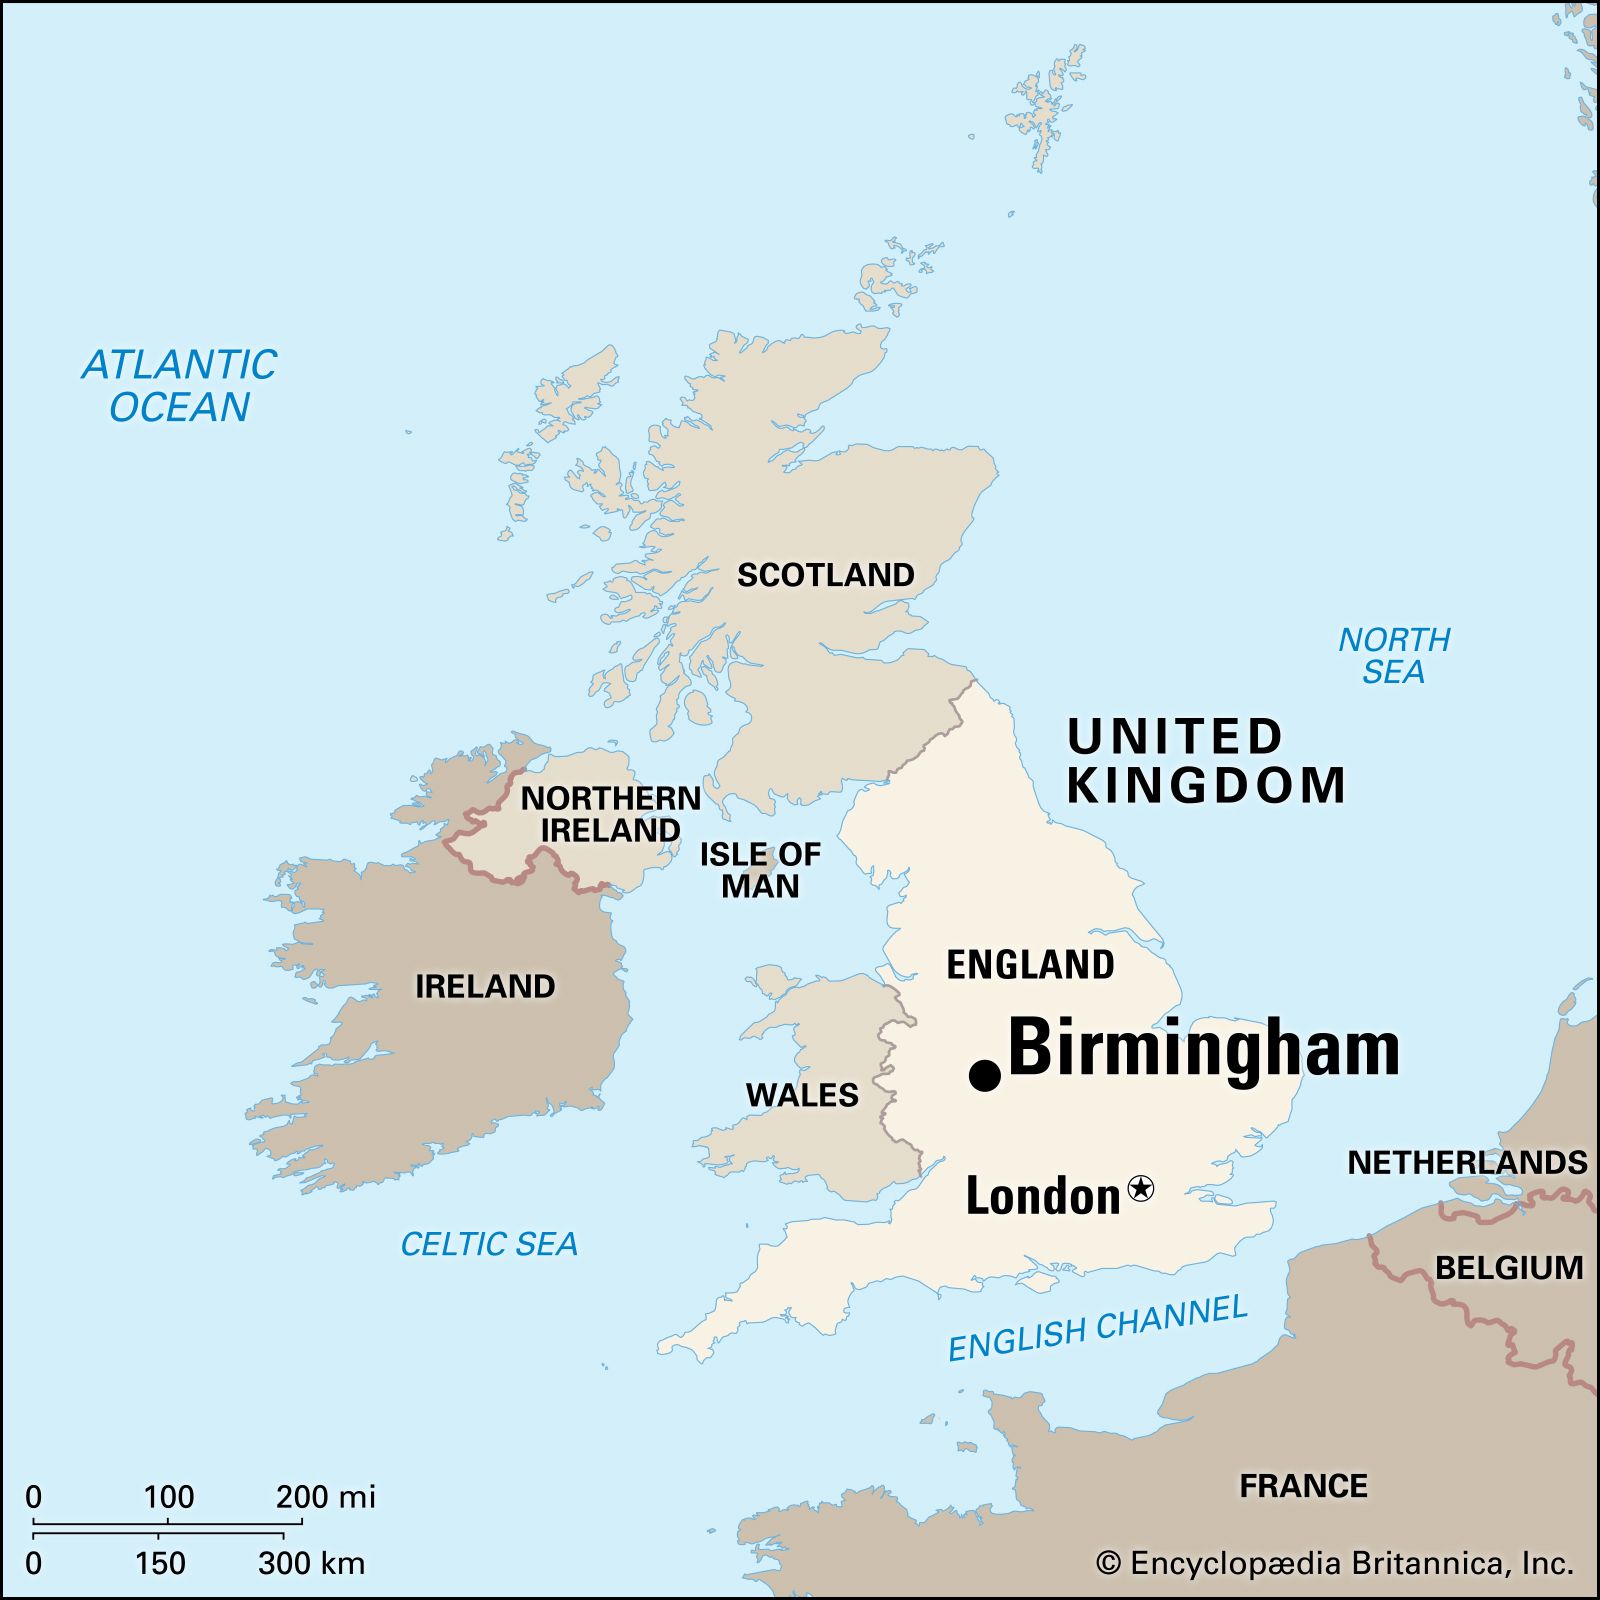 ATLANTIC
OCEAN
SCOTLAND
NORTH
SEA
UNITED
KINGDOM
NORTHERN
IRELAND
ISLE OF
MAN
ENGLAND
IRELAND
Birmingham
WALES
NETHERLANDS
London
CELTIC SEA
BELGIUM
ENGLISH CHANNEL
FRANCE
0 100 200 mi
0 150 300 km
© Encyclopædia Britannica, Inc.